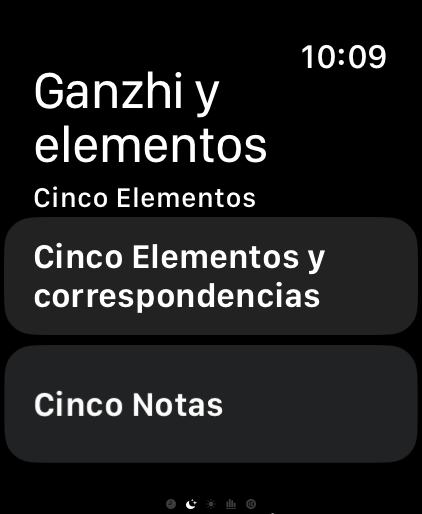 10:09
Ganzhi y
elementos
Cinco Elementos
Cinco Elementos y
correspondencias
Cinco Notas